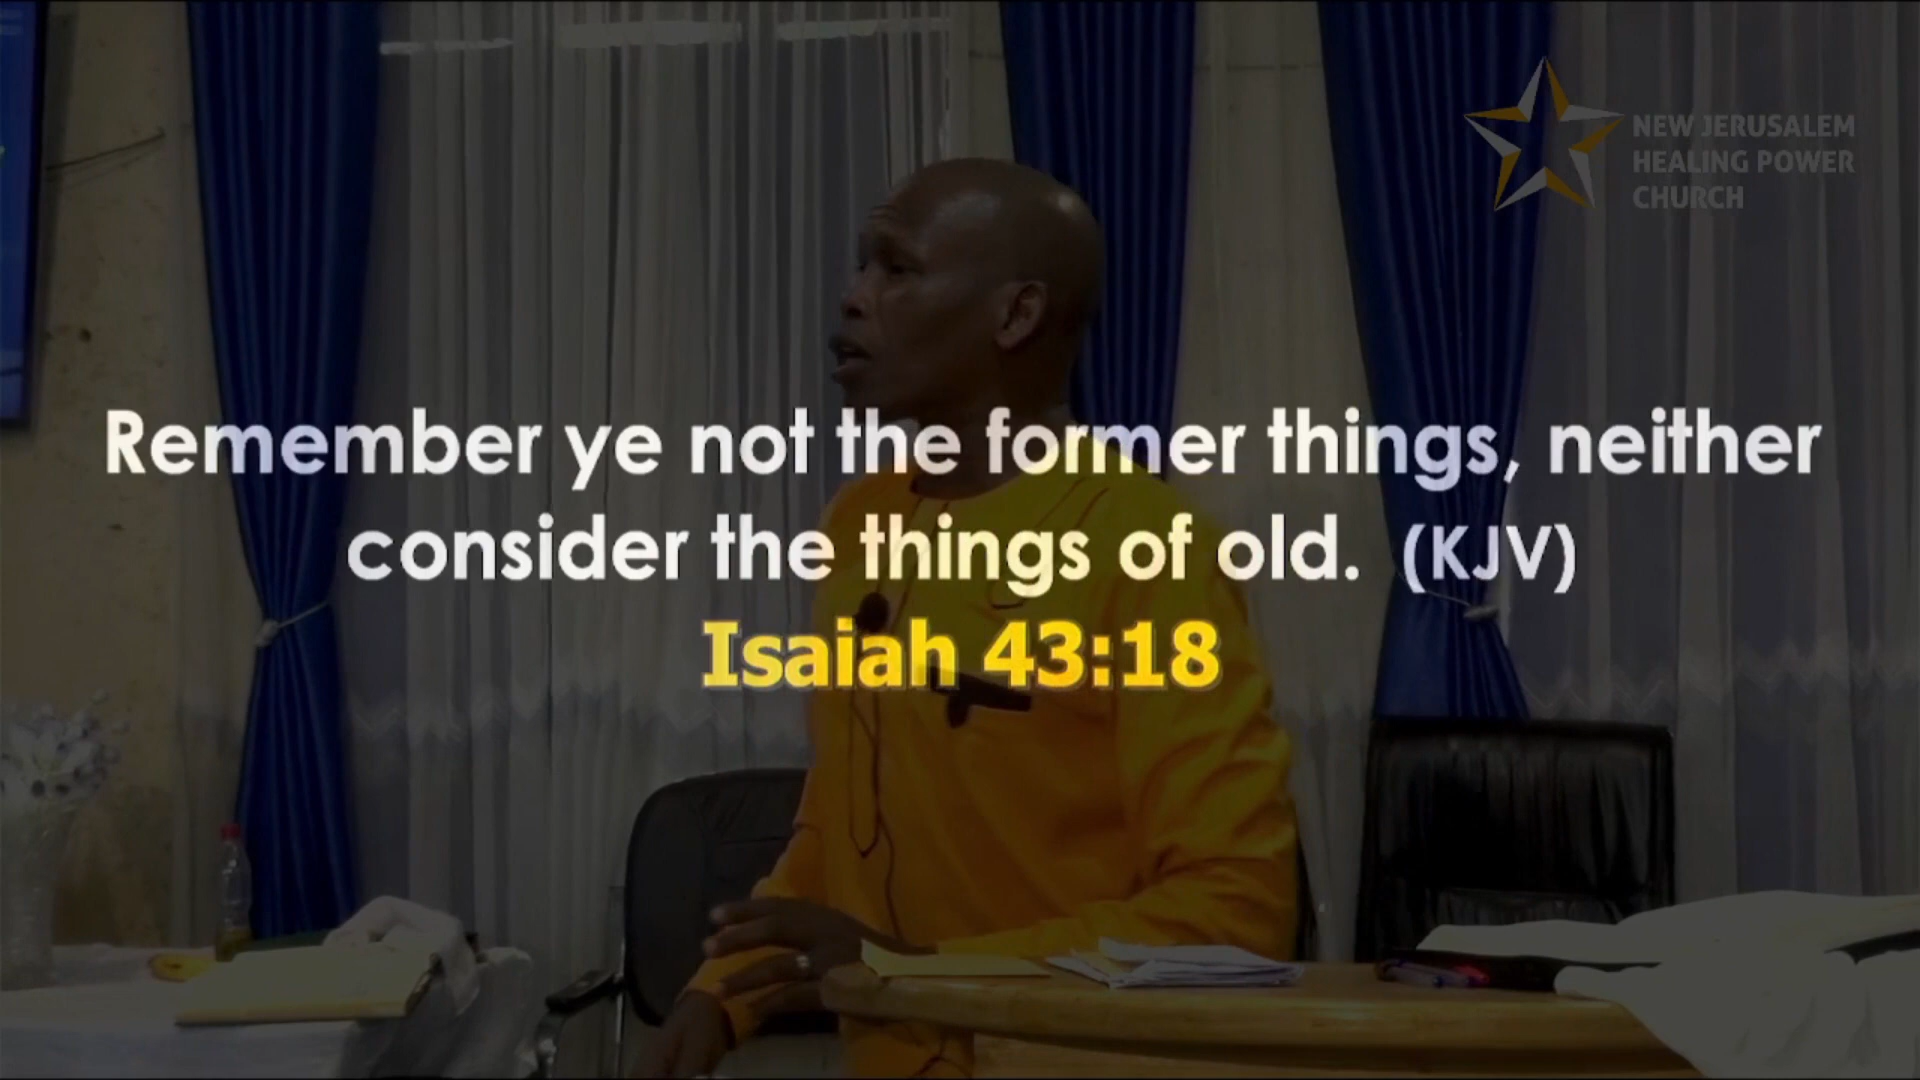 NEW JERUSALEM
HEALING POWER
CHURCH
Remember ye not the former things, neither
consider the things of old. (KJV)
Isaiah 43:18